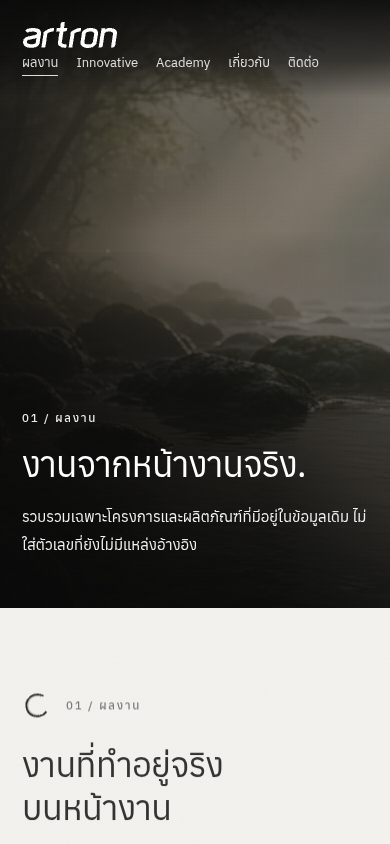 artron
ผลงาน Innovative Academy เกี่ยวกับ ติดต่อ
01 / ผลงาน
งานจากหน้างานจริง.
รวบรวมเฉพาะโครงการและผลิตภัณฑ์ที่มีอยู่ในข้อมูลเดิม ไม่
ใส่ตัวเลขที่ยังไม่มีแหล่งอ้างอิง
01 / ผลงาน
งานที่ทำอยู่จริง
บนหน้างาน